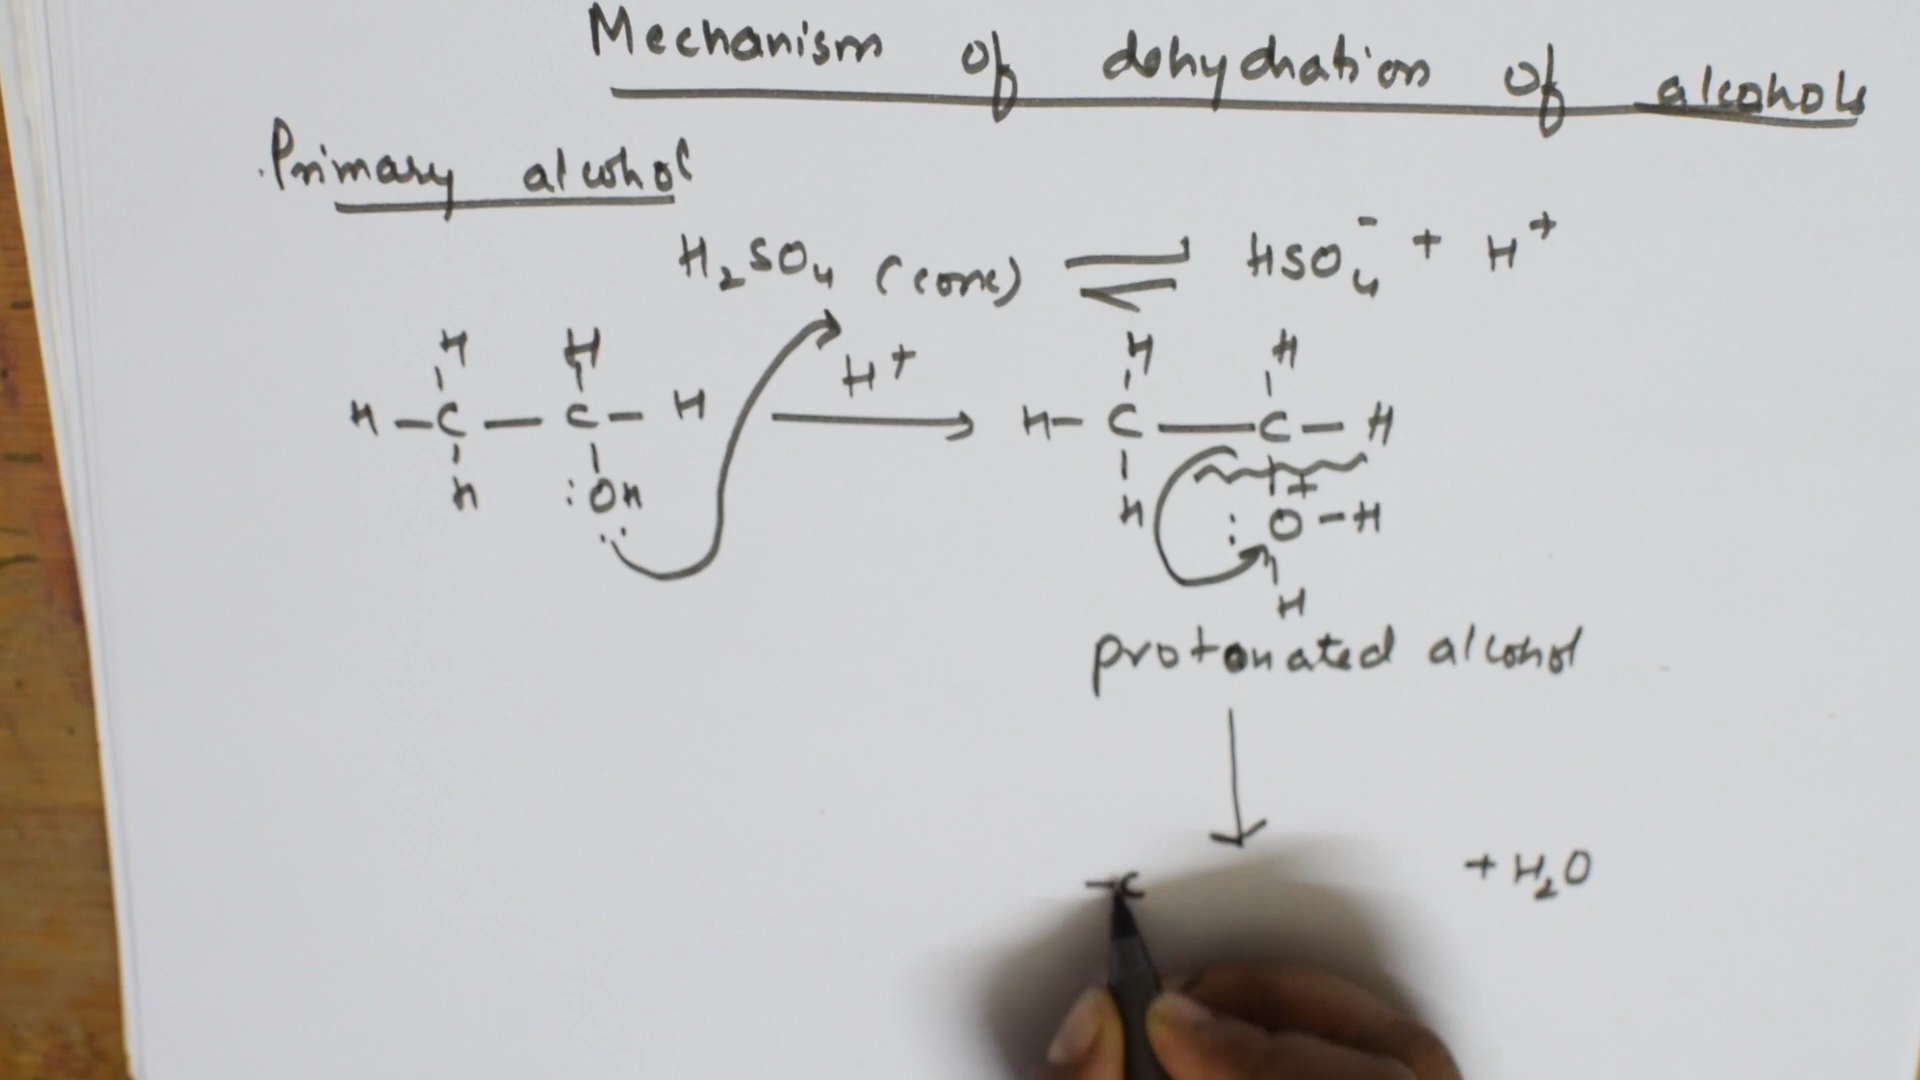 Mechanism of dehydration of alcohols
Primary alcohol
H₂SO₄ (conc) ⇌ HSO₄⁻ + H⁺
H H H⁺ H H
H – C – C – H → H – C – C – H
H :OH H :O⁺ – H
H
protonated alcohol
↓
– C + H₂O